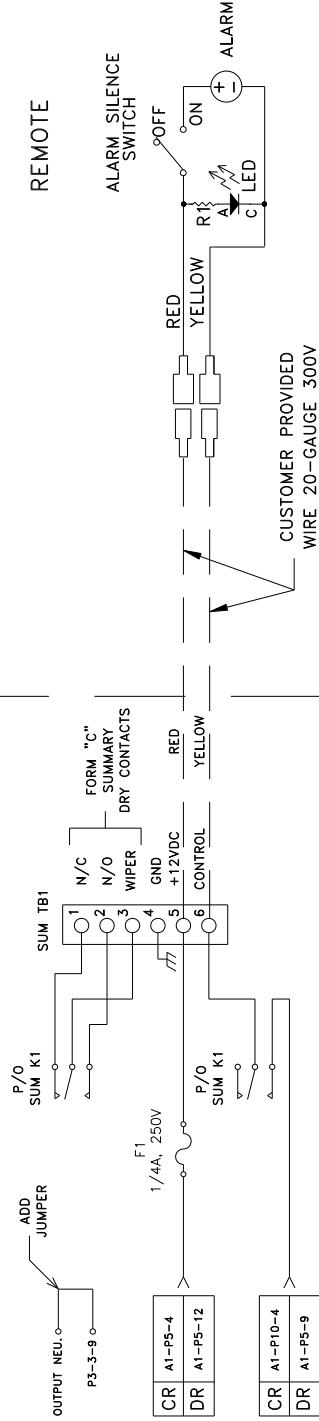 REMOTE
ALARM SILENCE
SWITCH
OFF
ON
ALARM
+
−
R1
A
C
LED
RED
YELLOW
CUSTOMER PROVIDED
WIRE 20-GAUGE 300V
FORM "C"
SUMMARY
DRY CONTACTS
RED
YELLOW
SUM TB1
1 N/C
2 N/O
3 WIPER
4 GND
5 +12VDC
6 CONTROL
P/O
SUM K1
P/O
SUM K1
F1
1/4A, 250V
ADD
JUMPER
OUTPUT NEU.
P3-3-9
CR A1-P5-4
DR A1-P5-12
CR A1-P10-4
DR A1-P5-9